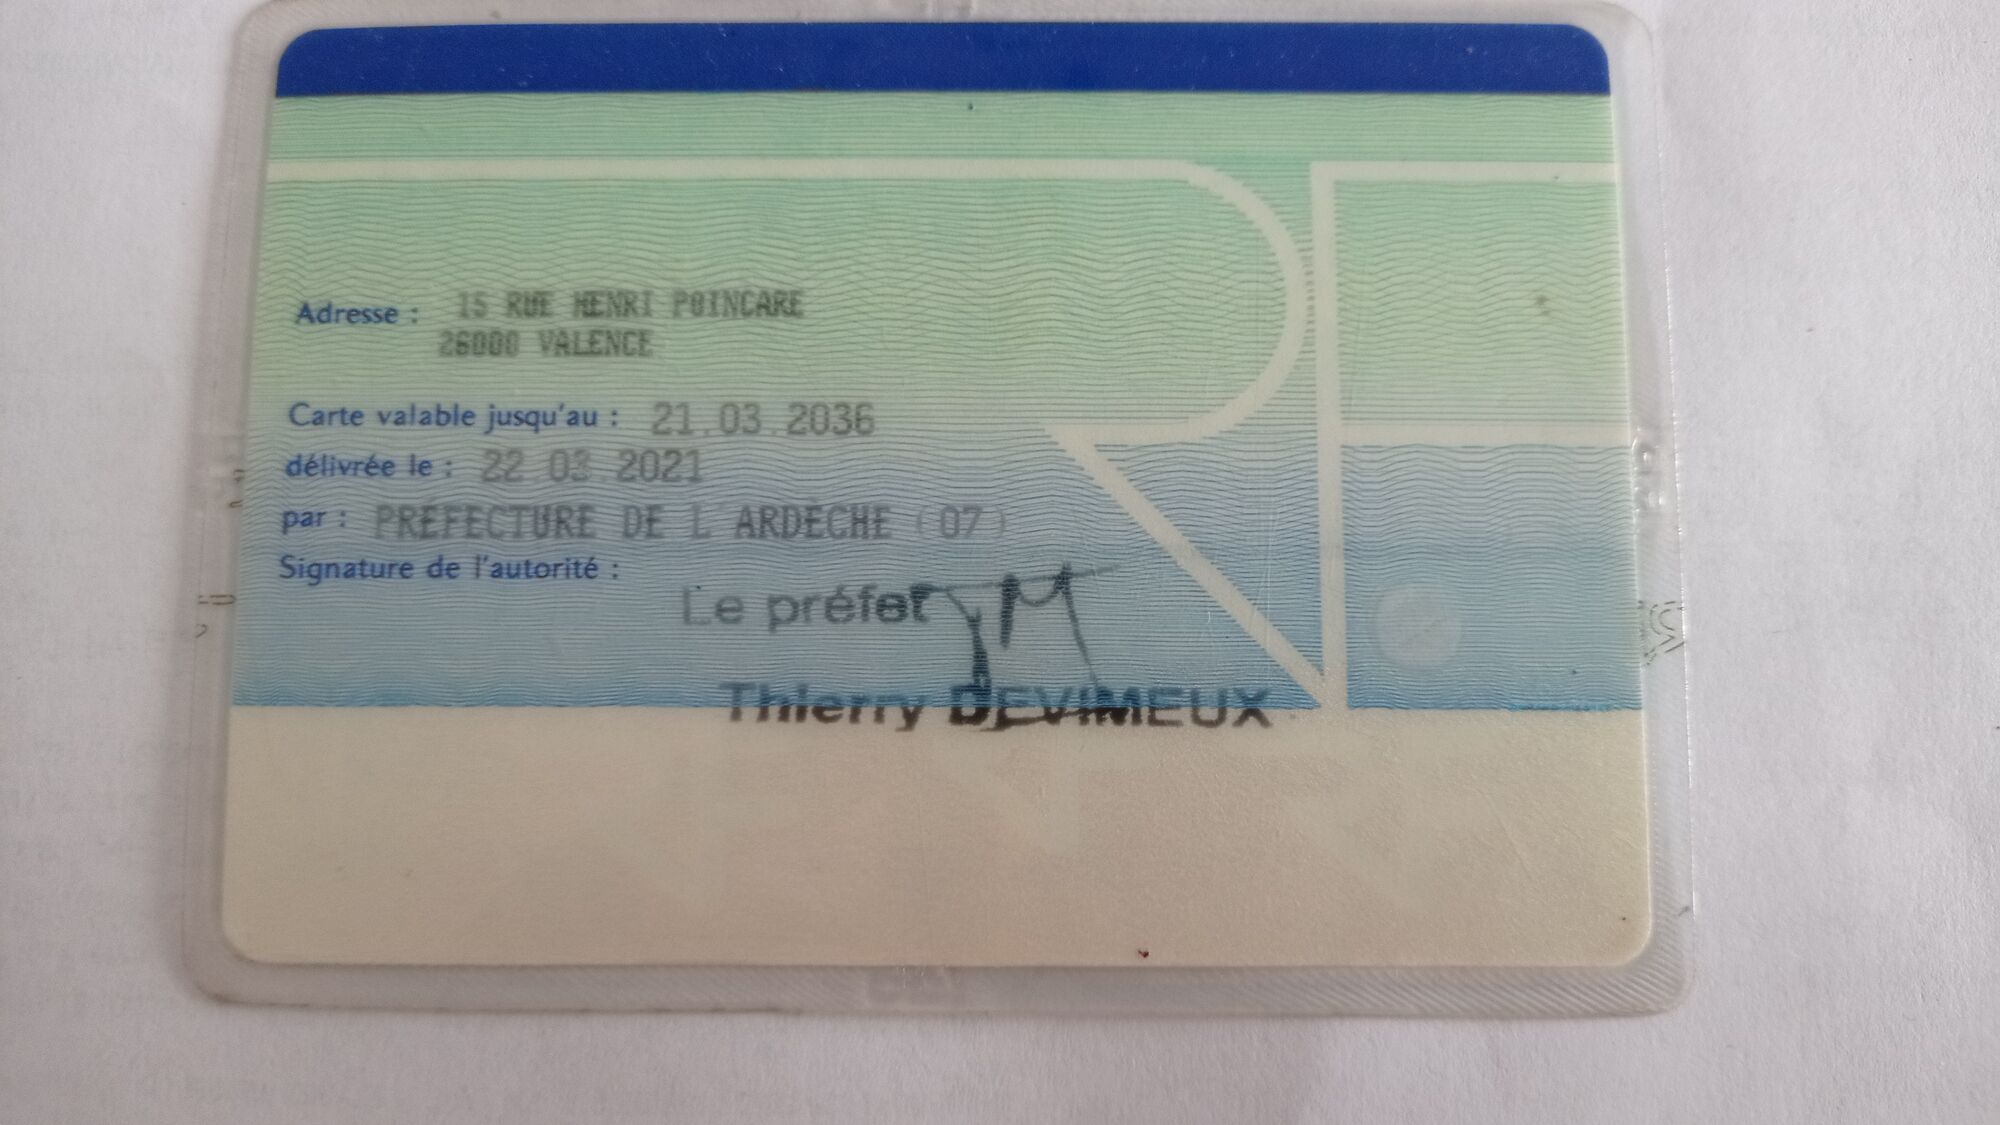 Adresse : 15 RUE HENRI POINCARE
26000 VALENCE
Carte valable jusqu'au : 21.03.2036
délivrée le : 22.03.2021
par : PRÉFECTURE DE L ARDÈCHE (07)
Signature de l'autorité :
Le préfet
Thierry DEVIMEUX
RF